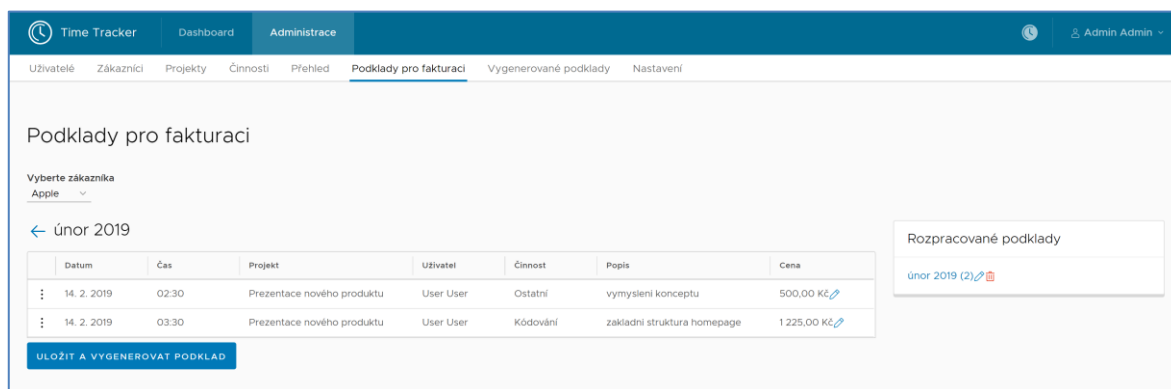 Time Tracker Dashboard Administrace Admin Admin
Uživatelé Zákazníci Projekty Činnosti Přehled Podklady pro fakturaci Vygenerované podklady Nastavení
Podklady pro fakturaci
Vyberte zákazníka
Apple
únor 2019
Datum Čas Projekt Uživatel Činnost Popis Cena
14. 2. 2019 02:30 Prezentace nového produktu User User Ostatní vymysleni konceptu 500,00 Kč
14. 2. 2019 03:30 Prezentace nového produktu User User Kódování zakladni struktura homepage 1 225,00 Kč
ULOŽIT A VYGENEROVAT PODKLAD
Rozpracované podklady
únor 2019 (2)